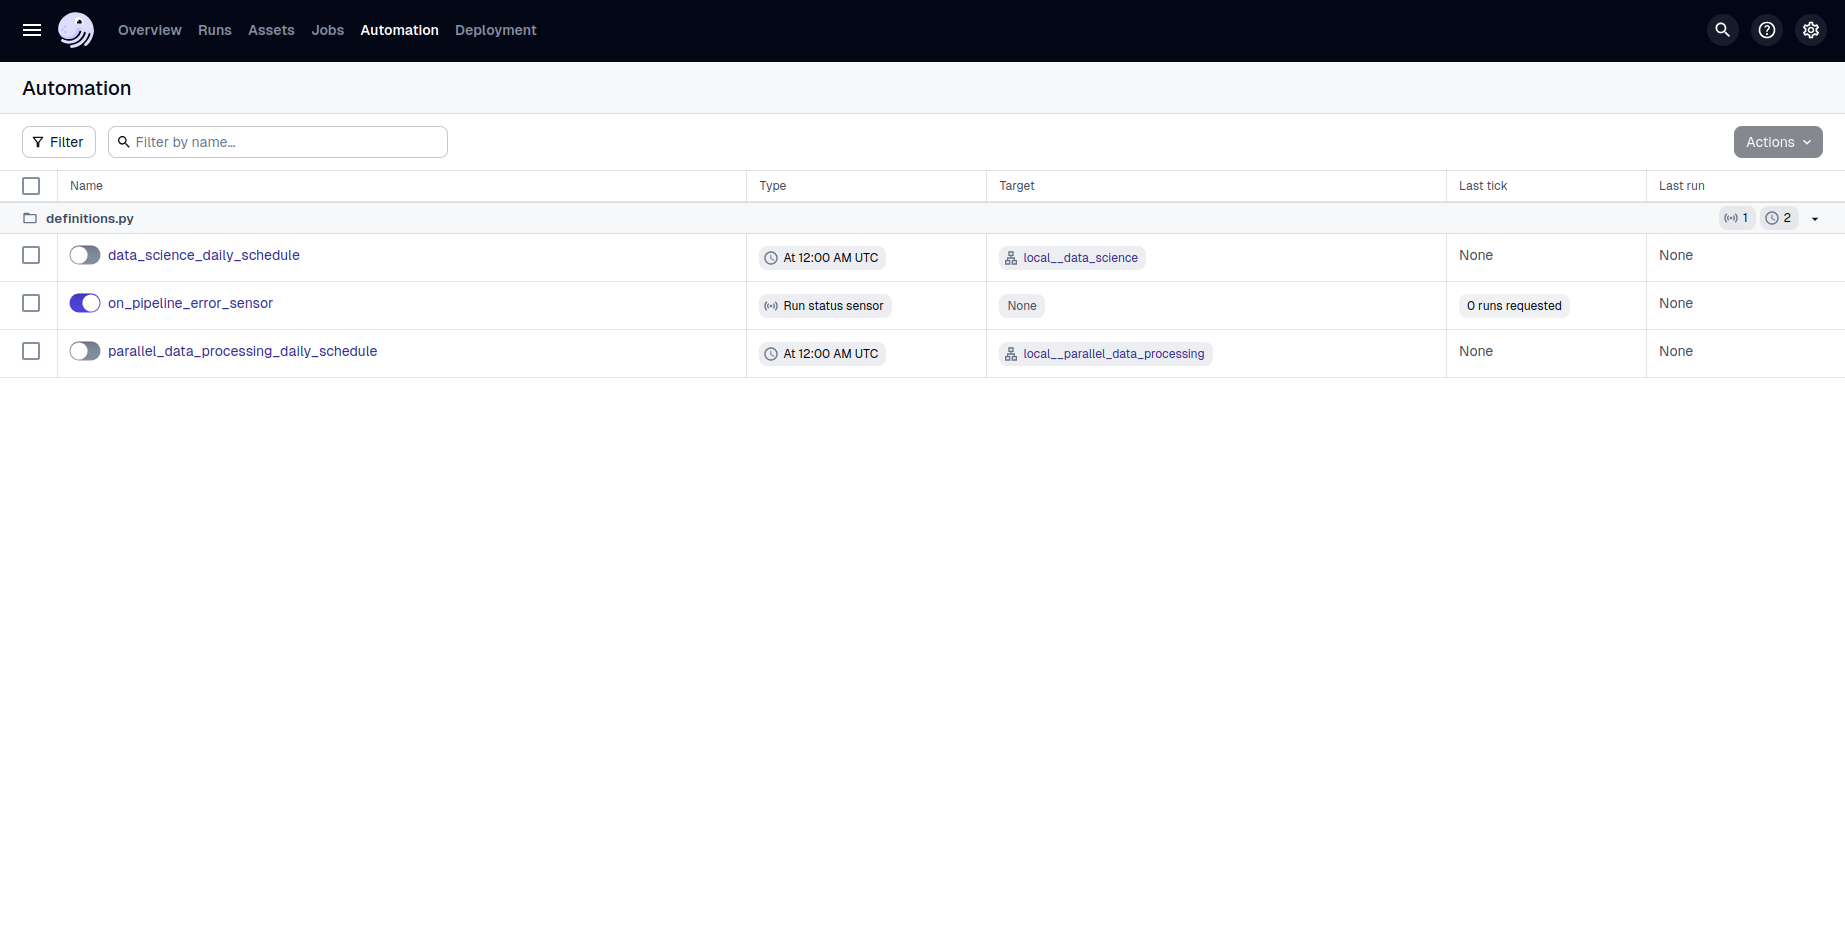 Overview Runs Assets Jobs Automation Deployment
Automation
Filter Filter by name... Actions
Name Type Target Last tick Last run
definitions.py 1 2
data_science_daily_schedule At 12:00 AM UTC local__data_science None None
on_pipeline_error_sensor Run status sensor None 0 runs requested None
parallel_data_processing_daily_schedule At 12:00 AM UTC local__parallel_data_processing None None